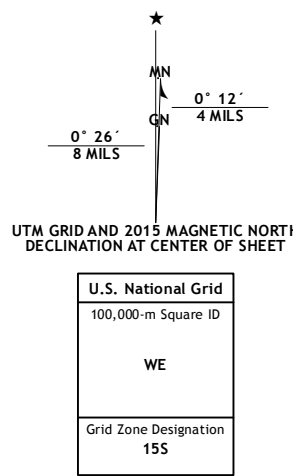 ★
MN
0° 12´
4 MILS
GN
0° 26´
8 MILS
UTM GRID AND 2015 MAGNETIC NORTH
DECLINATION AT CENTER OF SHEET
U.S. National Grid
100,000-m Square ID
WE
Grid Zone Designation
15S